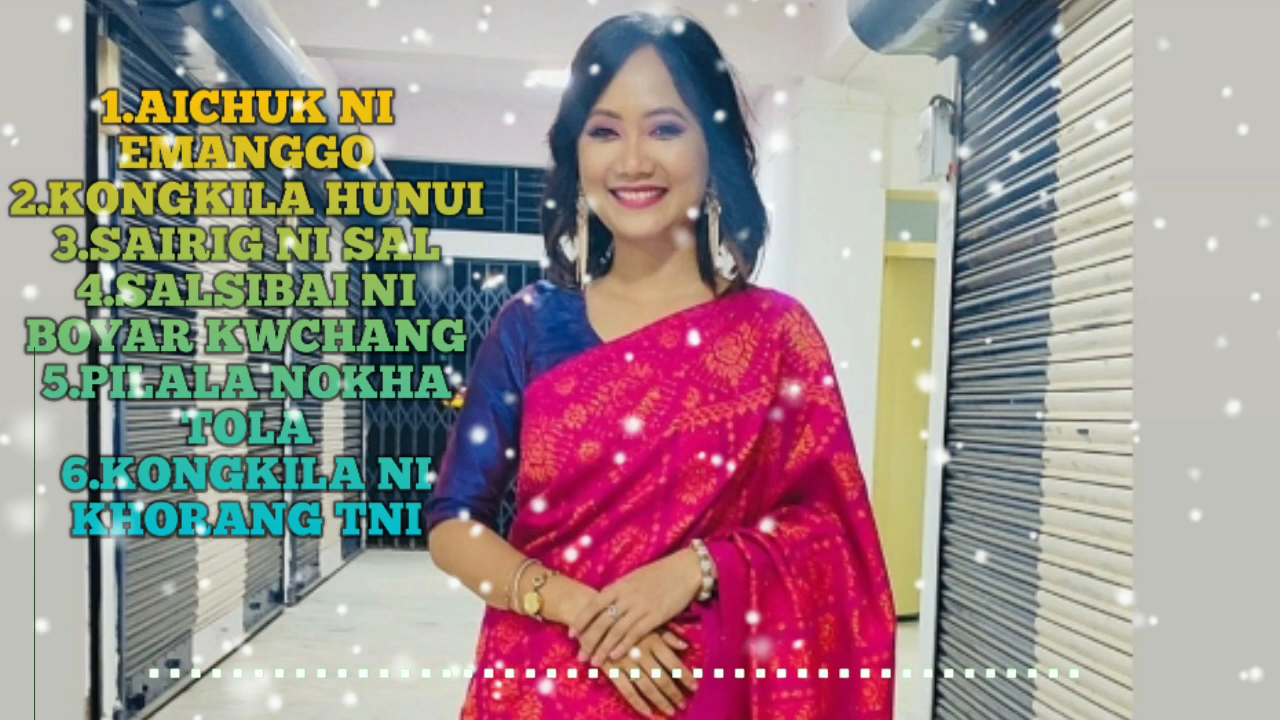 1.AICHUK NI
EMANGGO
2.KONGKILA HUNUI
3.SAIRIG NI SAL
4.SALSIBAI NI
BOYAR KWCHANG
5.PILALA NOKHA
TOLA
6.KONGKILA NI
KHORANG TNI